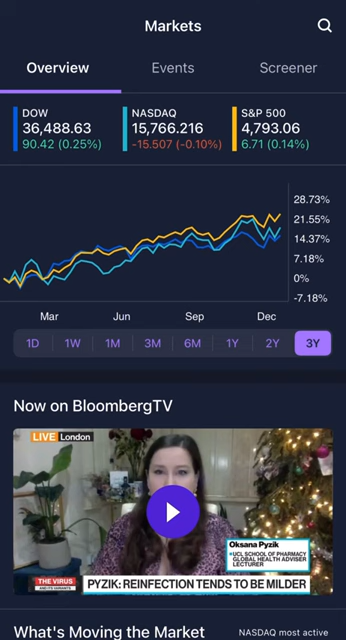 Markets
Overview Events Screener
DOW NASDAQ S&P 500
36,488.63 15,766.216 4,793.06
90.42 (0.25%) -15.507 (-0.10%) 6.71 (0.14%)
28.73%
21.55%
14.37%
7.18%
0%
-7.18%
Mar Jun Sep Dec
1D 1W 1M 3M 6M 1Y 2Y 3Y
Now on BloombergTV
LIVE London
Oksana Pyzik
UCL SCHOOL OF PHARMACY
GLOBAL HEALTH ADVISER
LECTURER
THE VIRUS
AND ITS VARIANTS
PYZIK: REINFECTION TENDS TO BE MILDER
What's Moving the Market NASDAQ most active